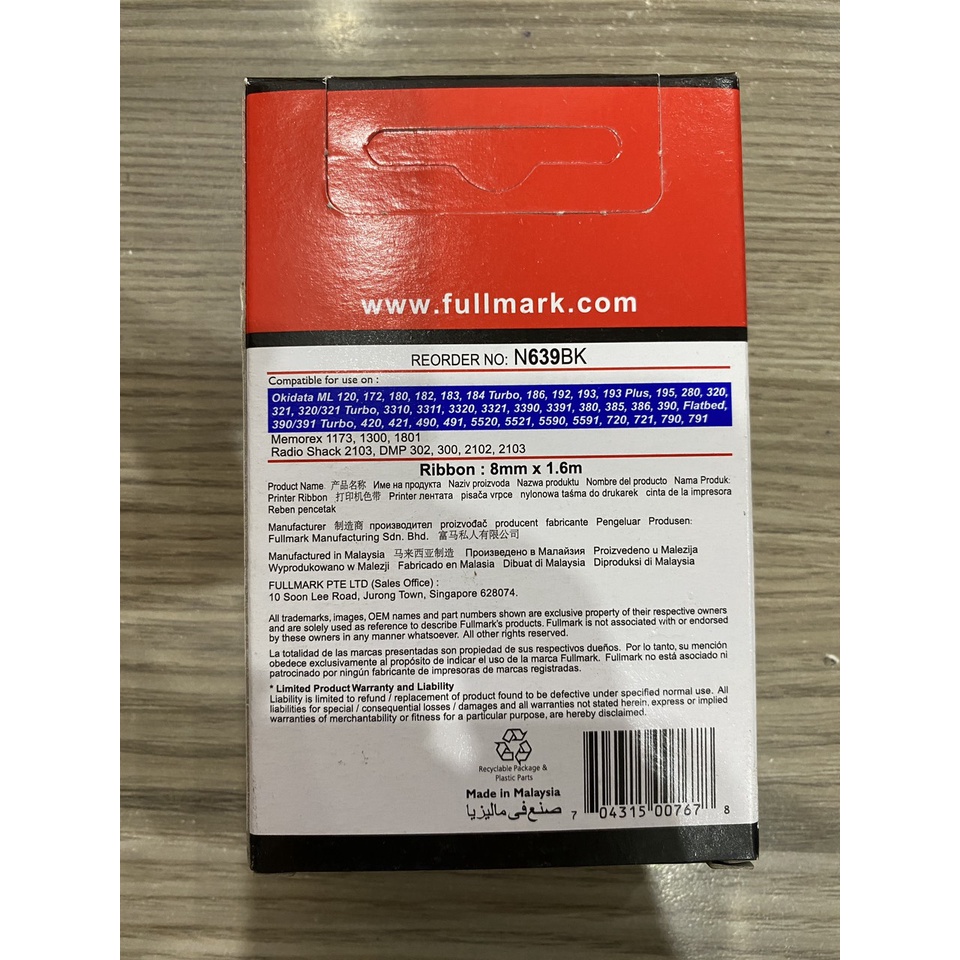 www.fullmark.com
REORDER NO: N639BK
Compatible for use on :
Okidata ML 120, 172, 180, 182, 183, 184 Turbo, 186, 192, 193, 193 Plus, 195, 280, 320,
321, 320/321 Turbo, 3310, 3311, 3320, 3321, 3390, 3391, 380, 385, 386, 390, Flatbed,
390/391 Turbo, 420, 421, 490, 491, 5520, 5521, 5590, 5591, 720, 721, 790, 791
Memorex 1173, 1300, 1801
Radio Shack 2103, DMP 302, 300, 2102, 2103
Ribbon : 8mm x 1.6m
Product Name 产品名称 Име на продукта Naziv proizvoda Nazwa produktu Nombre del producto Nama Produk:
Printer Ribbon 打印机色带 Printer лентата pisača vrpce nylonowa taśma do drukarek cinta de la impresora
Reben pencetak
Manufacturer 制造商 производител proizvođač producent fabricante Pengeluar Produsen:
Fullmark Manufacturing Sdn. Bhd. 富马私人有限公司
Manufactured in Malaysia 马来西亚制造 Произведено в Малайзия Proizvedeno u Malezija
Wyprodukowano w Malezji Fabricado en Malasia Dibuat di Malaysia Diproduksi di Malaysia
FULLMARK PTE LTD (Sales Office) :
10 Soon Lee Road, Jurong Town, Singapore 628074.
All trademarks, images, OEM names and part numbers shown are exclusive property of their respective owners
and are solely used as reference to describe Fullmark's products. Fullmark is not associated with or endorsed
by these owners in any manner whatsoever. All other rights reserved.
La totalidad de las marcas presentadas son propiedad de sus respectivos dueños. Por lo tanto, su mención
obedece exclusivamente al propósito de indicar el uso de la marca Fullmark. Fullmark no está asociado ni
patrocinado por ningún fabricante de impresoras de marcas registradas.
* Limited Product Warranty and Liability
Liability is limited to refund / replacement of product found to be defective under specified normal use. All
liabilities for special / consequential losses / damages and all warranties not stated herein, express or implied
warranties of merchantability or fitness for a particular purpose, are hereby disclaimed.
Recyclable Package &
Plastic Parts
Made in Malaysia
صنع في ماليزيا
7 04315 00767 8